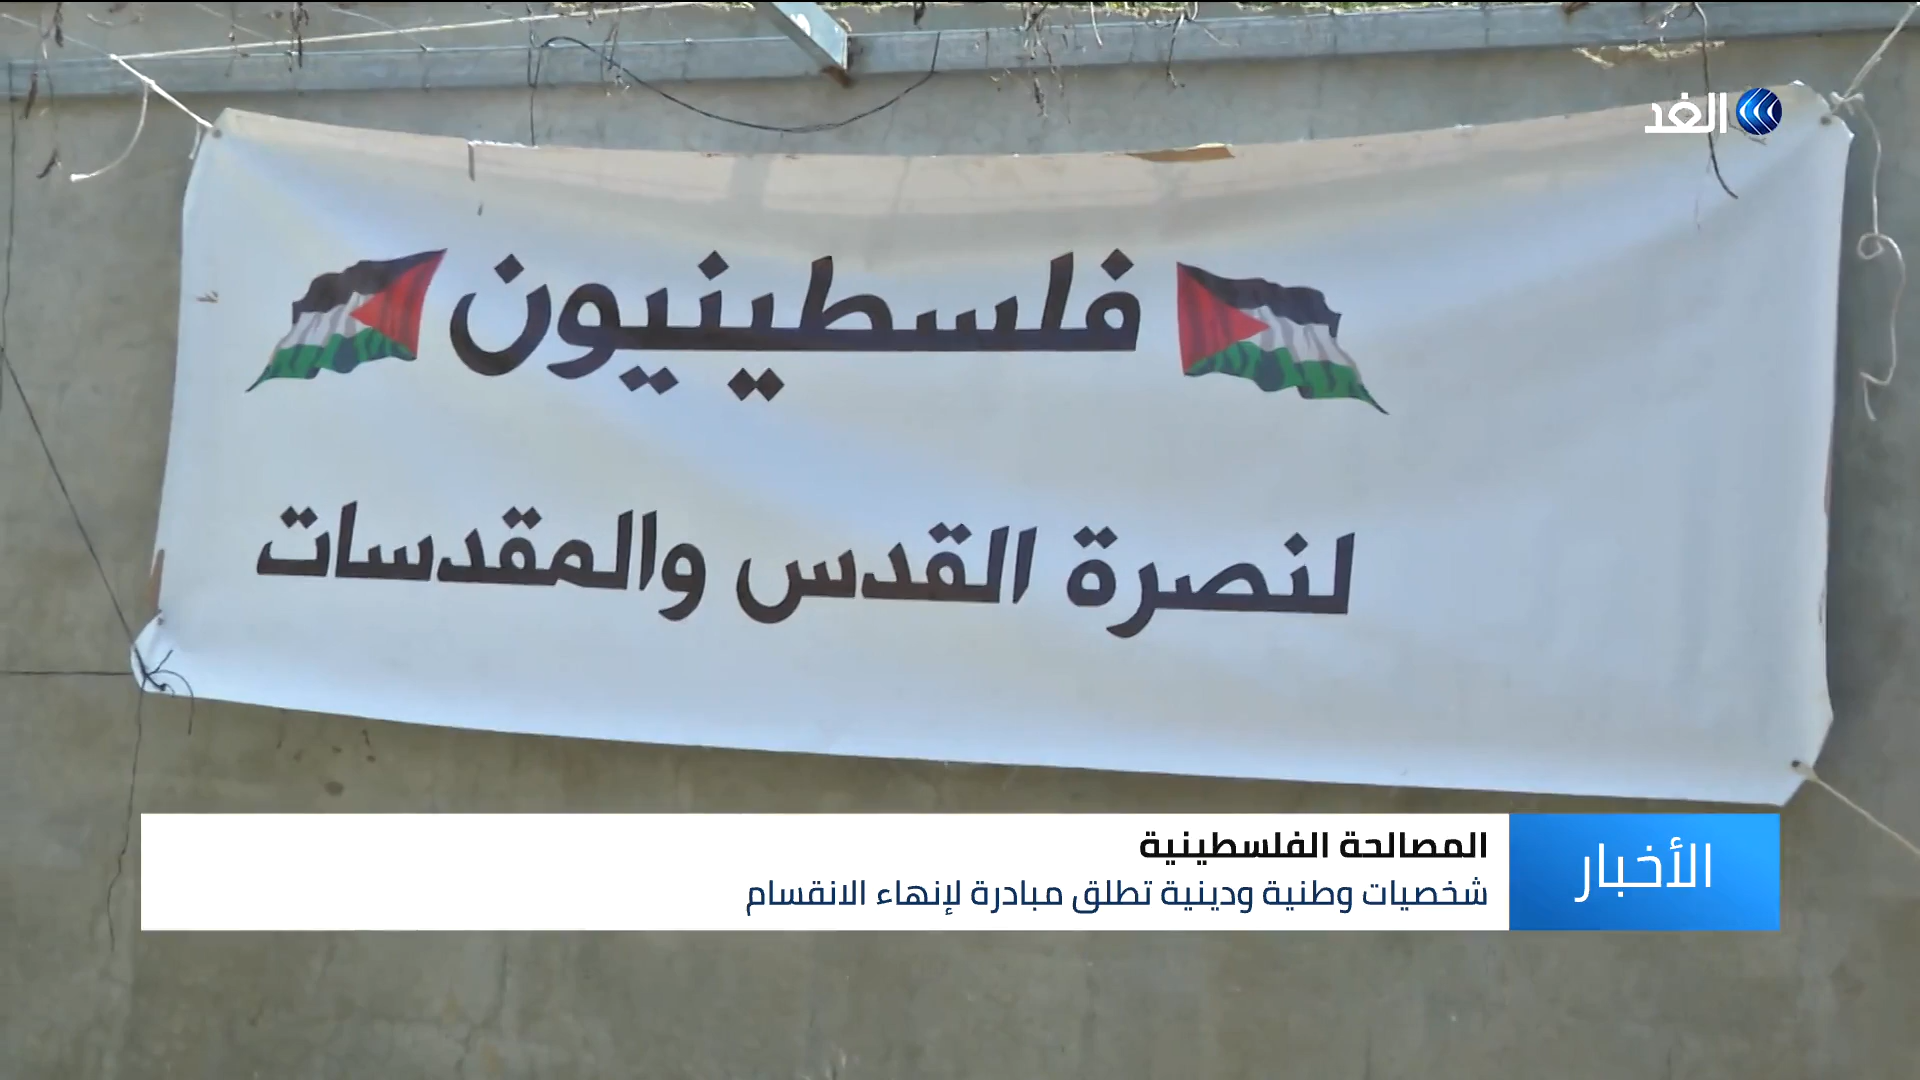 الغد
فلسطينيون
لنصرة القدس والمقدسات
الأخبار
المصالحة الفلسطينية
شخصيات وطنية ودينية تطلق مبادرة لإنهاء الانقسام